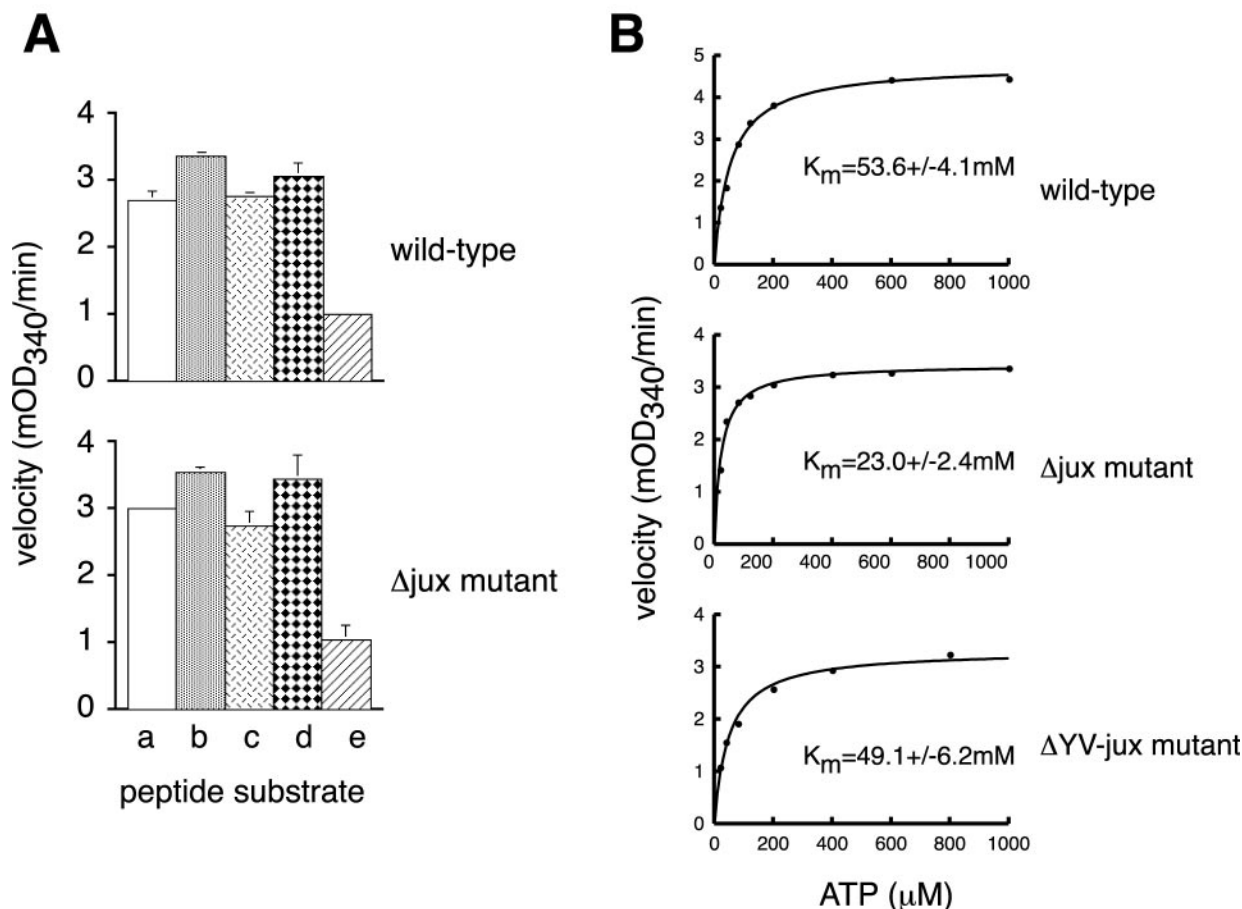 A
velocity (mOD340/min)
4
3
2
1
0
wild-type
4
3
2
1
0
Δjux mutant
a b c d e
peptide substrate
B
velocity (mOD340/min)
5
4
3
2
1
0
Km=53.6+/-4.1mM
wild-type
0 200 400 600 800 1000
4
3
2
1
0
Km=23.0+/-2.4mM
Δjux mutant
0 200 400 600 800 1000
4
3
2
1
0
Km=49.1+/-6.2mM
ΔYV-jux mutant
0 200 400 600 800 1000
ATP (μM)